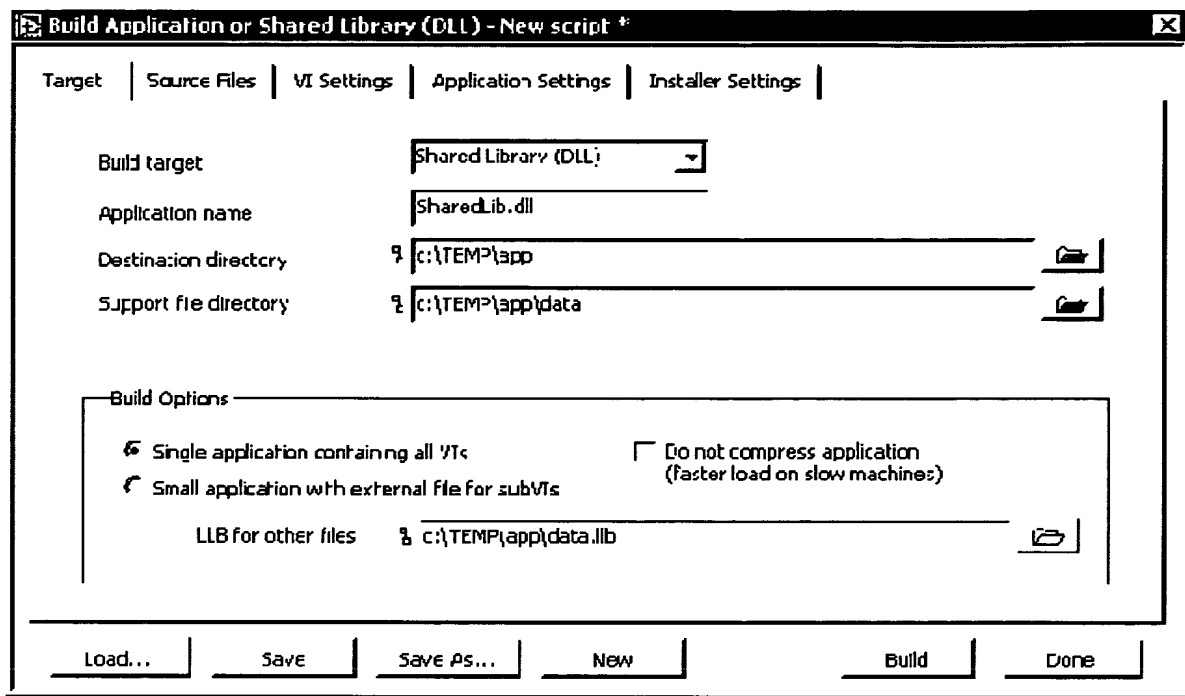 Build Application or Shared Library (DLL) - New script *
Target Source Files VI Settings Application Settings Installer Settings
Build target Shared Library (DLL)
Application name SharedLib.dll
Destination directory c:\TEMP\app
Support file directory c:\TEMP\app\data
Build Options
Single application containing all VIs Do not compress application
(faster load on slow machines)
Small application with external file for subVIs
LLB for other files c:\TEMP\app\data.llb
Load... Save Save As... New Build Done